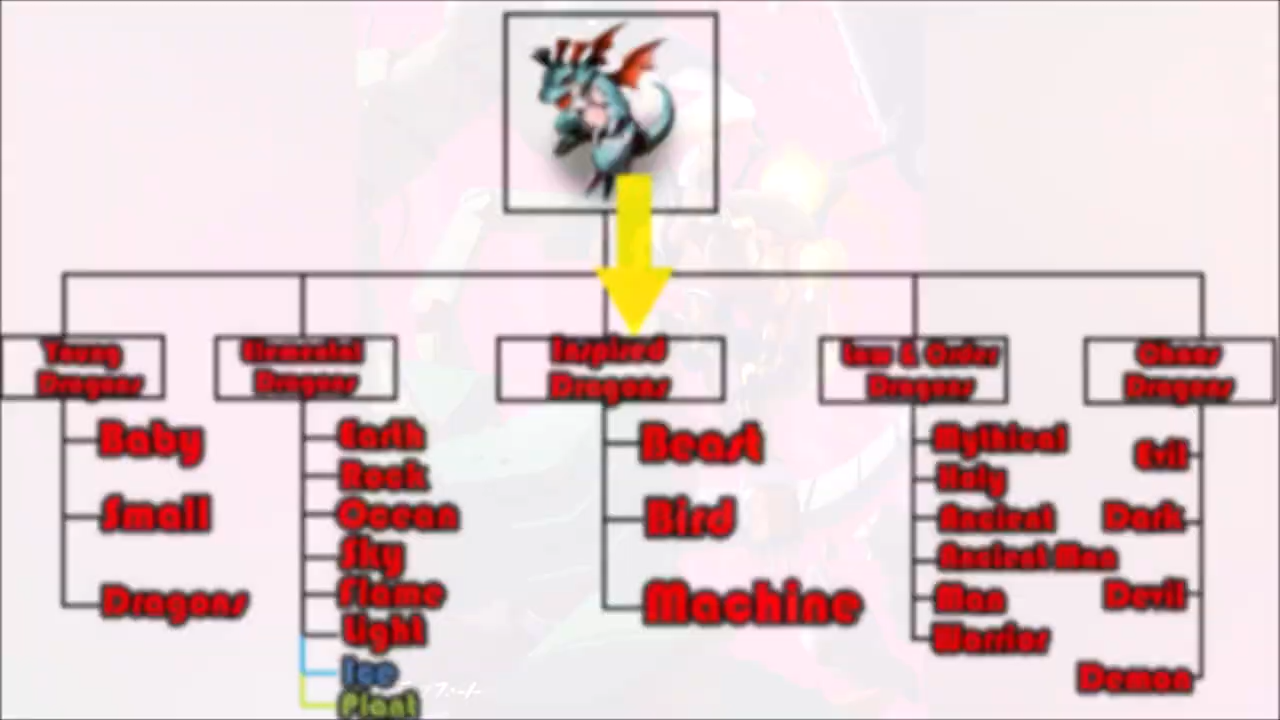 Young
Dragons
Elemental
Dragons
Inspired
Dragons
Law & Order
Dragons
Chaos
Dragons
Baby
Small
Dragons
Earth
Rock
Ocean
Sky
Flame
Light
Ice
Plant
Beast
Bird
Machine
Mythical
Holy
Ancient
Ancient Man
Man
Warrior
Evil
Dark
Devil
Demon